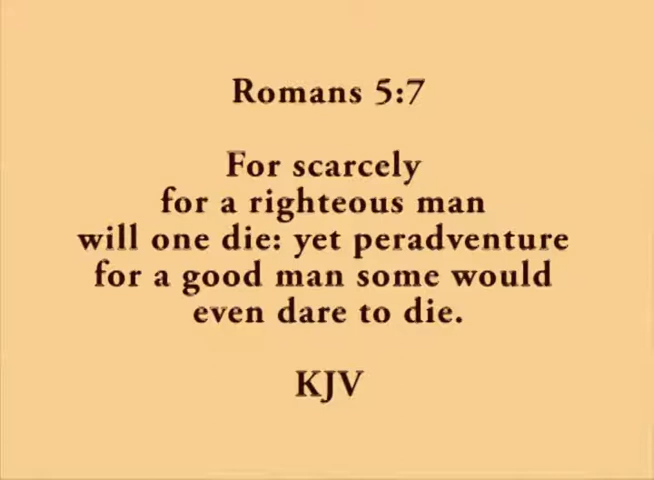 Romans 5:7
For scarcely
for a righteous man
will one die: yet peradventure
for a good man some would
even dare to die.
KJV